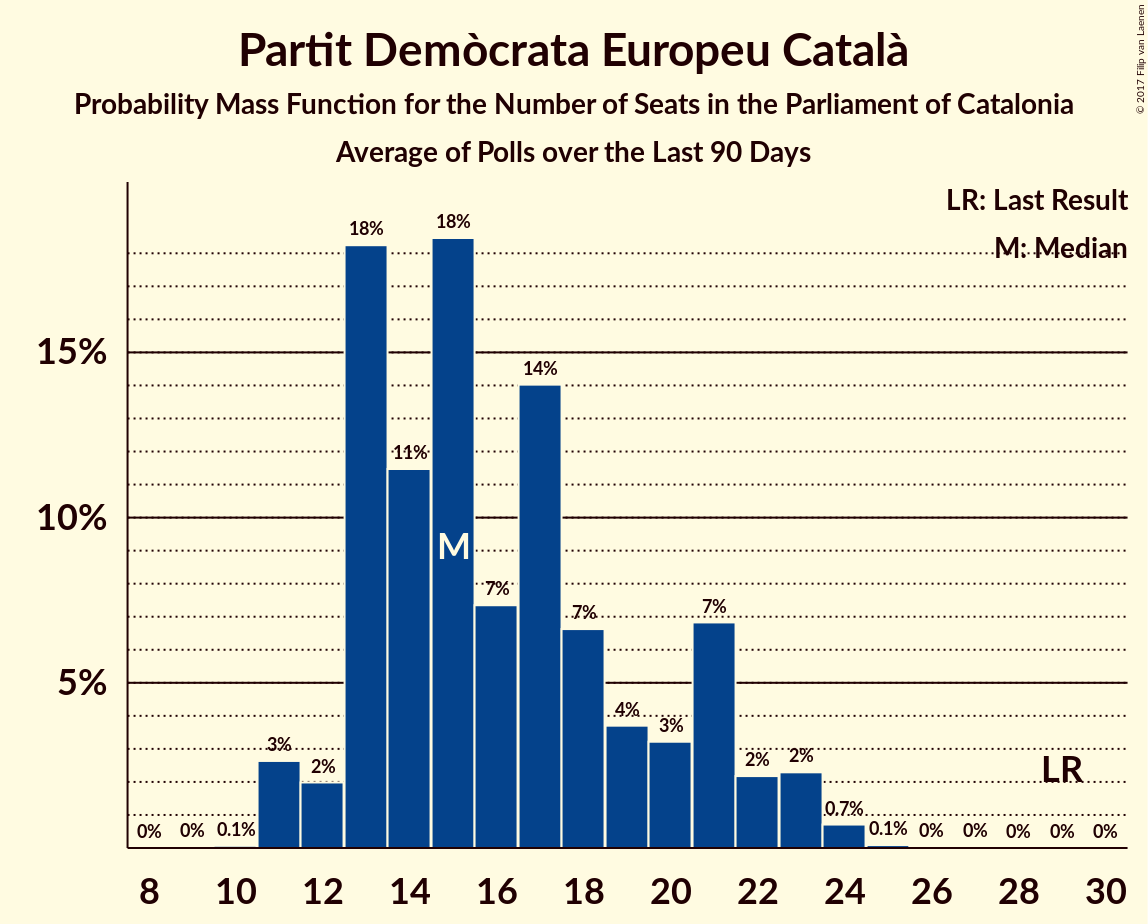 Partit Demòcrata Europeu Català
Probability Mass Function for the Number of Seats in the Parliament of Catalonia
Average of Polls over the Last 90 Days
© 2017 Filip van Laenen
LR: Last Result
M: Median
15%
10%
5%
0%
0%
0.1%
3%
2%
18%
11%
18%
M
7%
14%
7%
4%
3%
7%
2%
2%
0.7%
0.1%
0%
0%
0%
0%
0%
LR
8 10 12 14 16 18 20 22 24 26 28 30